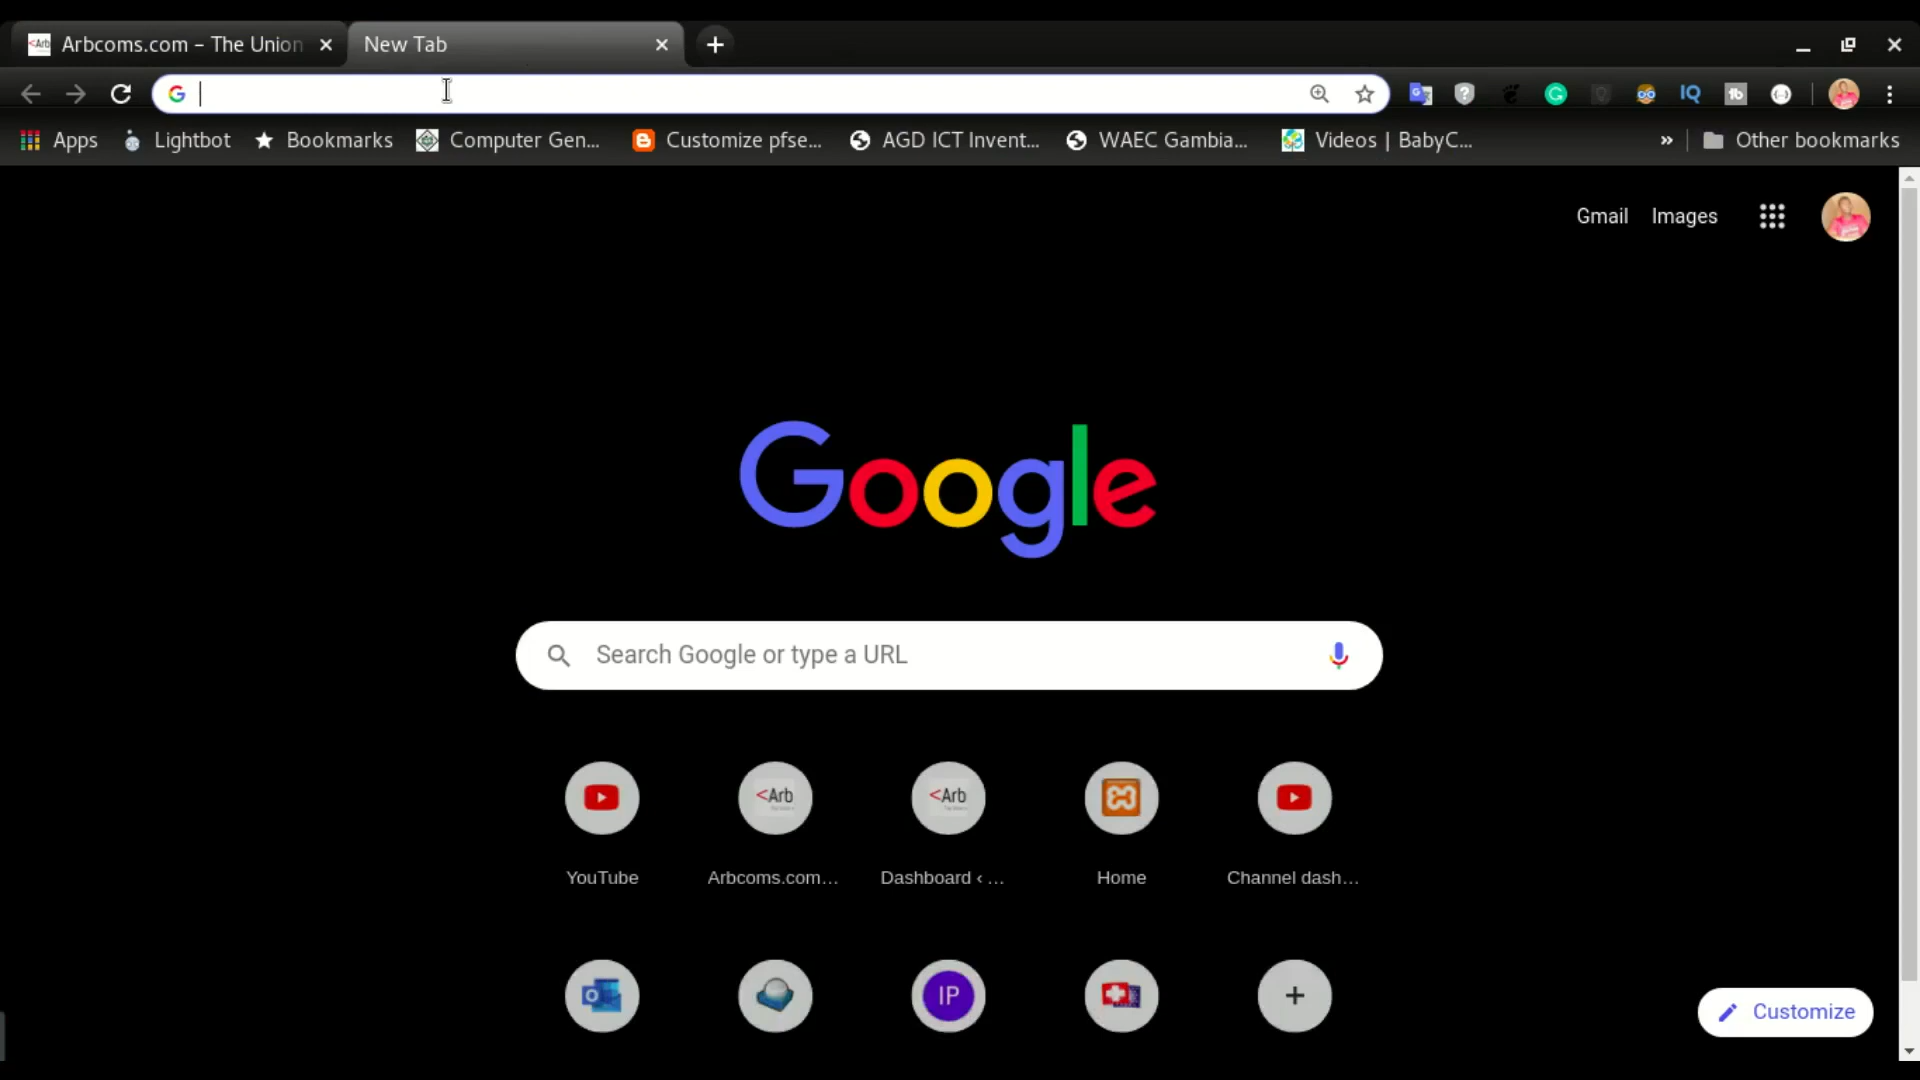 Arbcoms.com – The Union
New Tab
Apps
Lightbot
Bookmarks
Computer Gen...
Customize pfse...
AGD ICT Invent...
WAEC Gambia...
Videos | BabyC...
»
Other bookmarks
Gmail
Images
Google
Search Google or type a URL
<Arb
<Arb
YouTube
Arbcoms.com...
Dashboard ‹ ...
Home
Channel dash...
IP
Customize